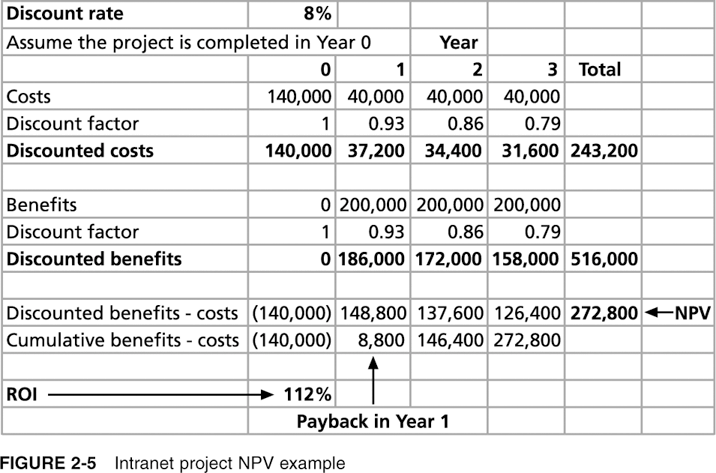 Discount rate 8%
Assume the project is completed in Year 0 Year
0 1 2 3 Total
Costs 140,000 40,000 40,000 40,000
Discount factor 1 0.93 0.86 0.79
Discounted costs 140,000 37,200 34,400 31,600 243,200
Benefits 0 200,000 200,000 200,000
Discount factor 1 0.93 0.86 0.79
Discounted benefits 0 186,000 172,000 158,000 516,000
Discounted benefits - costs (140,000) 148,800 137,600 126,400 272,800 NPV
Cumulative benefits - costs (140,000) 8,800 146,400 272,800
ROI 112%
Payback in Year 1
FIGURE 2-5 Intranet project NPV example